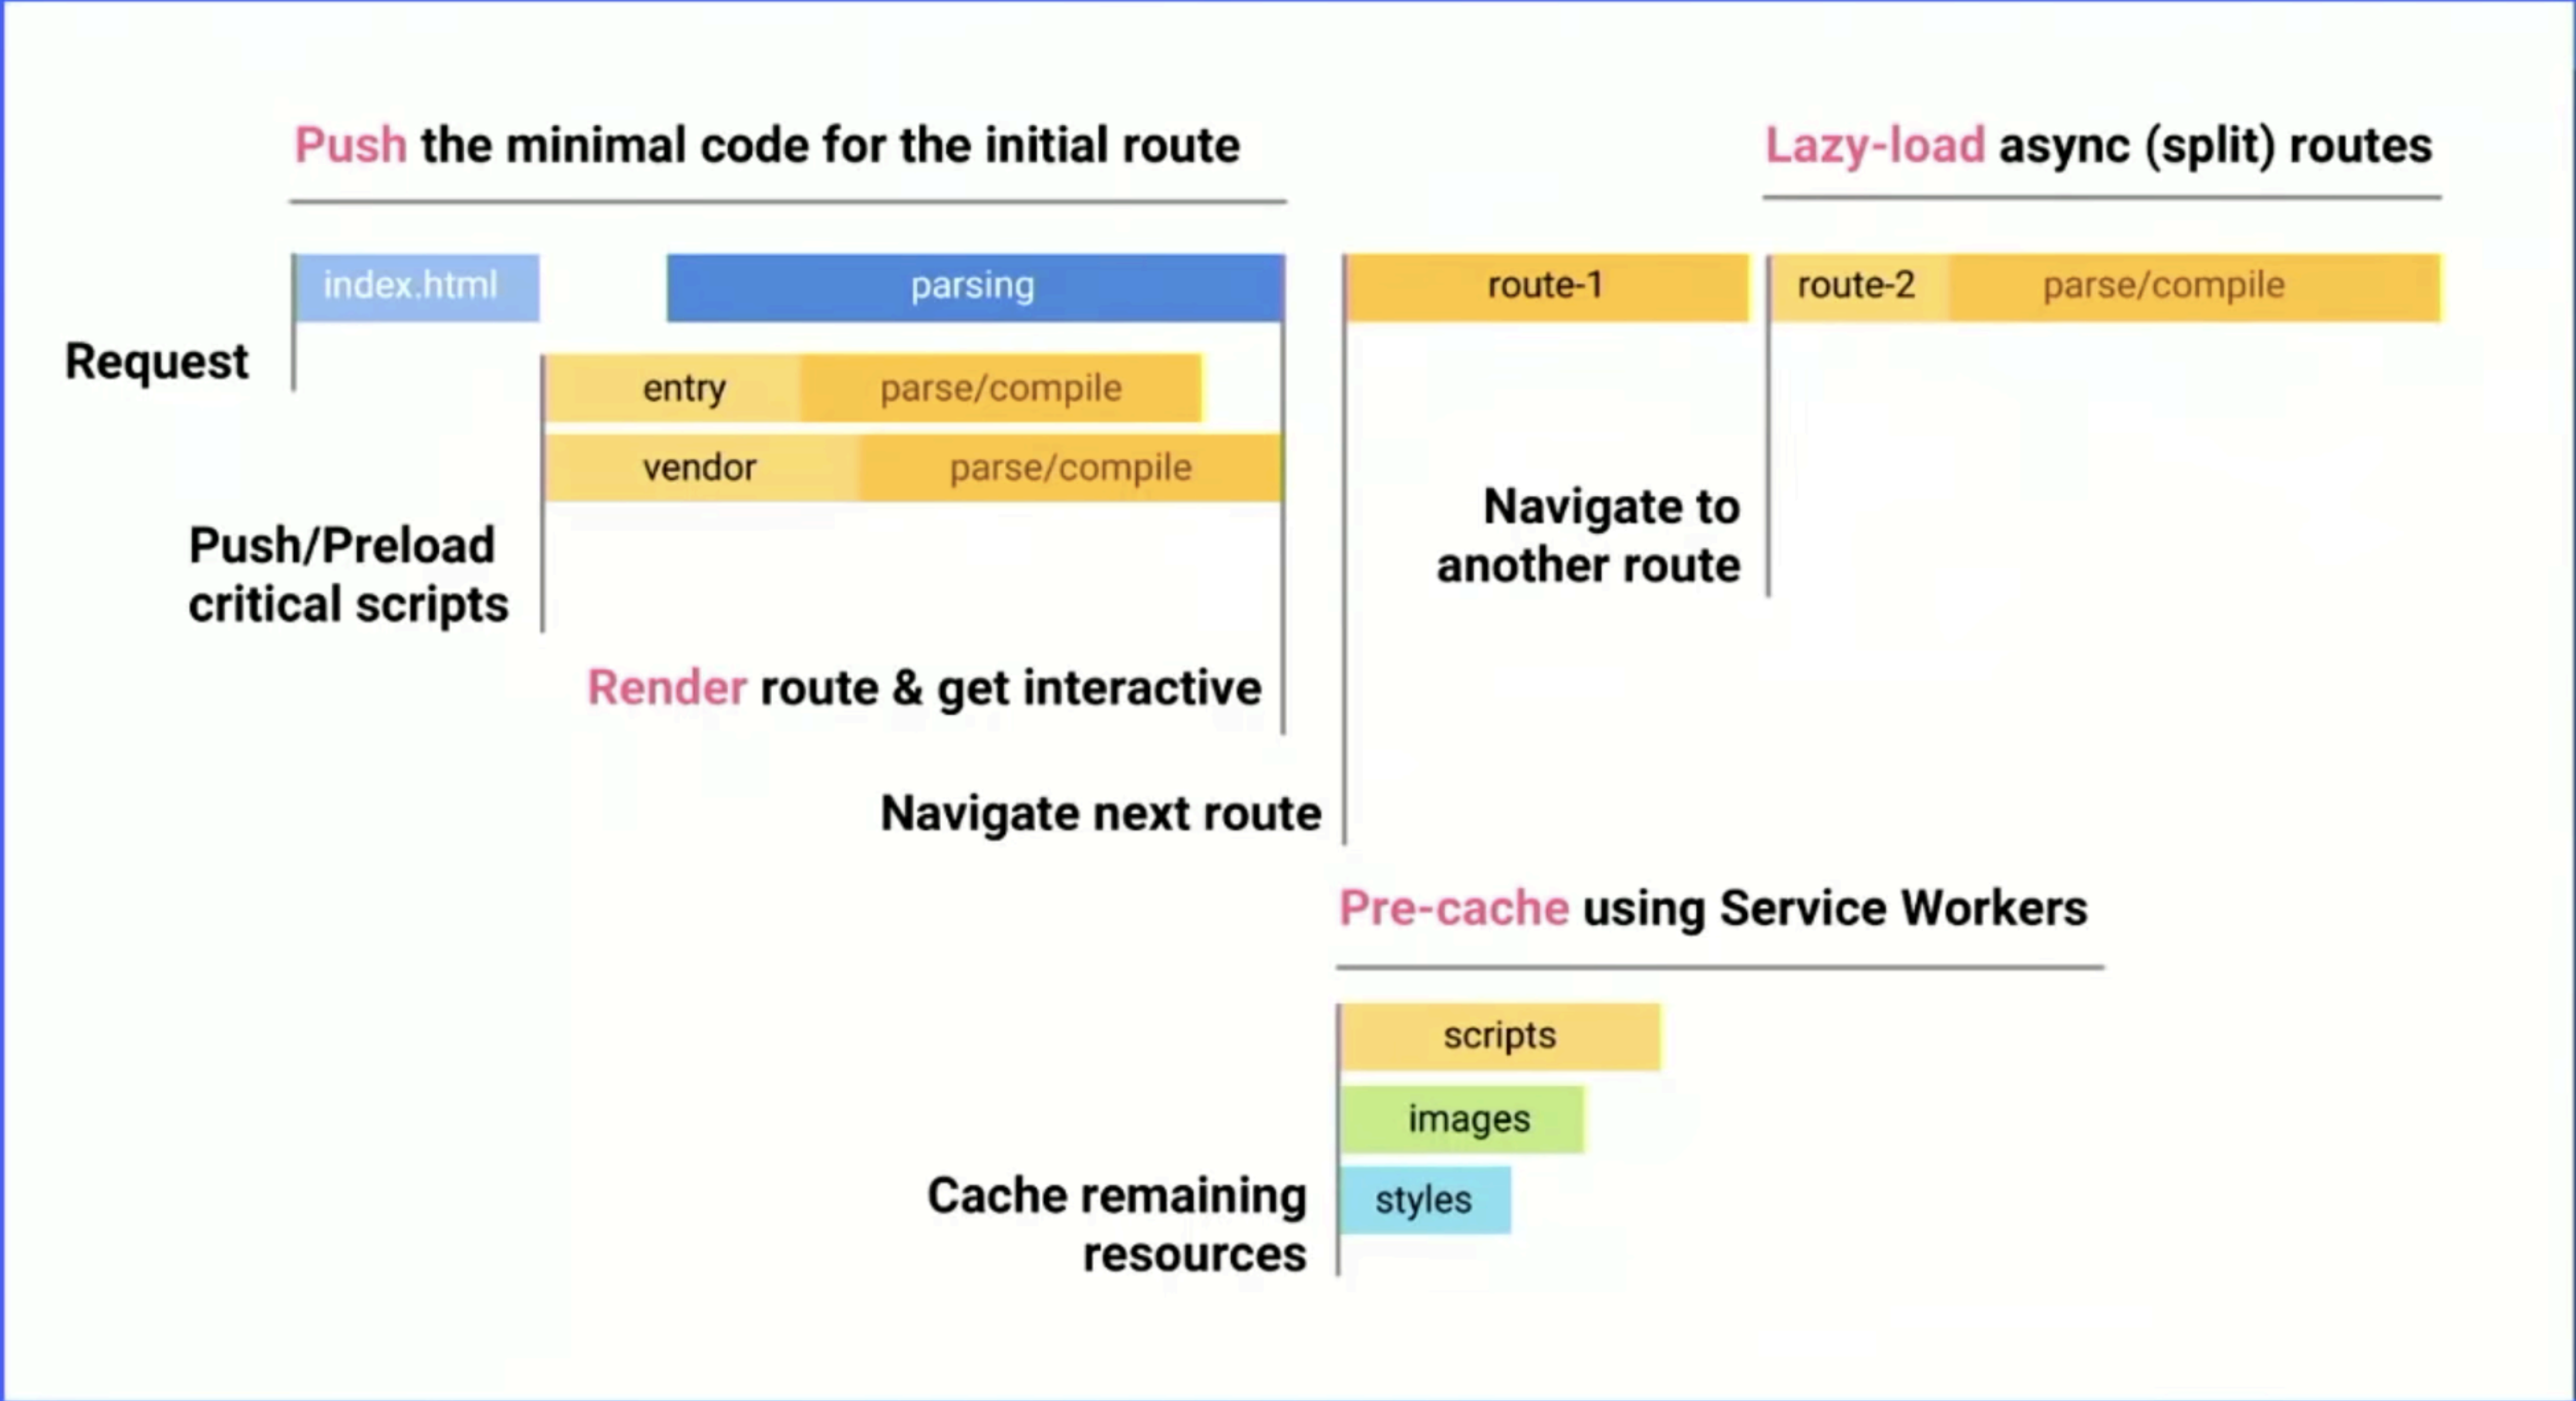 Push the minimal code for the initial route
Lazy-load async (split) routes
index.html
parsing
route-1
route-2
parse/compile
Request
entry
parse/compile
vendor
parse/compile
Push/Preload
critical scripts
Navigate to
another route
Render route & get interactive
Navigate next route
Pre-cache using Service Workers
scripts
images
styles
Cache remaining
resources